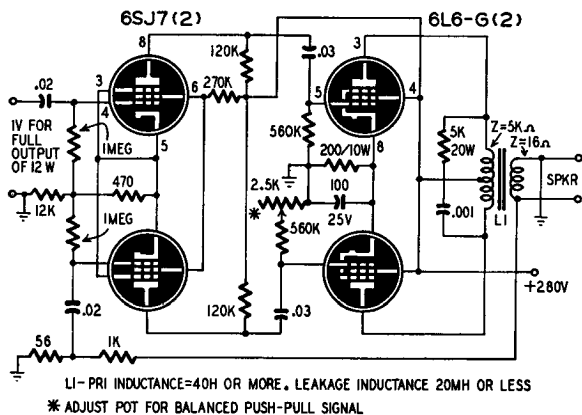 6SJ7(2)
6L6-G(2)
8
120K
.03
3
.02
3
4
6
270K
5
4
1V FOR
FULL
OUTPUT
OF 12 W
1MEG
5
560K
200/10W
8
5K
20W
Z=5KΩ
Z=16Ω
SPKR
470
2.5K
100
25V
.001
L1
12K
*
1MEG
560K
.02
120K
.03
+280V
56
1K
L1-PRI INDUCTANCE=40H OR MORE. LEAKAGE INDUCTANCE 20MH OR LESS
* ADJUST POT FOR BALANCED PUSH-PULL SIGNAL